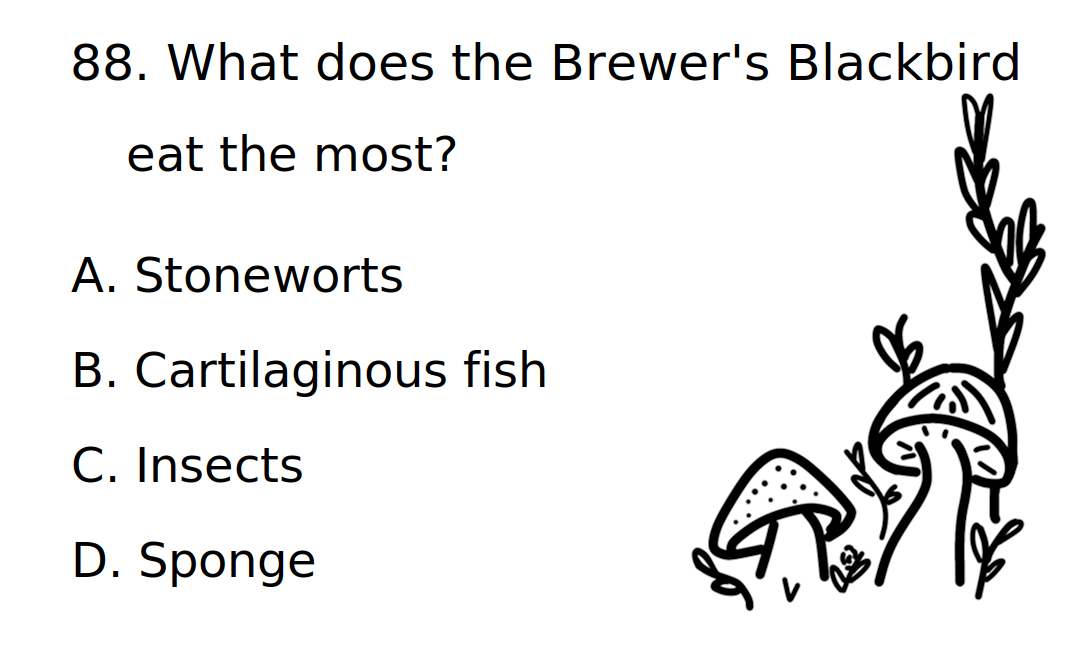 88. What does the Brewer's Blackbird
eat the most?
A. Stoneworts
B. Cartilaginous fish
C. Insects
D. Sponge